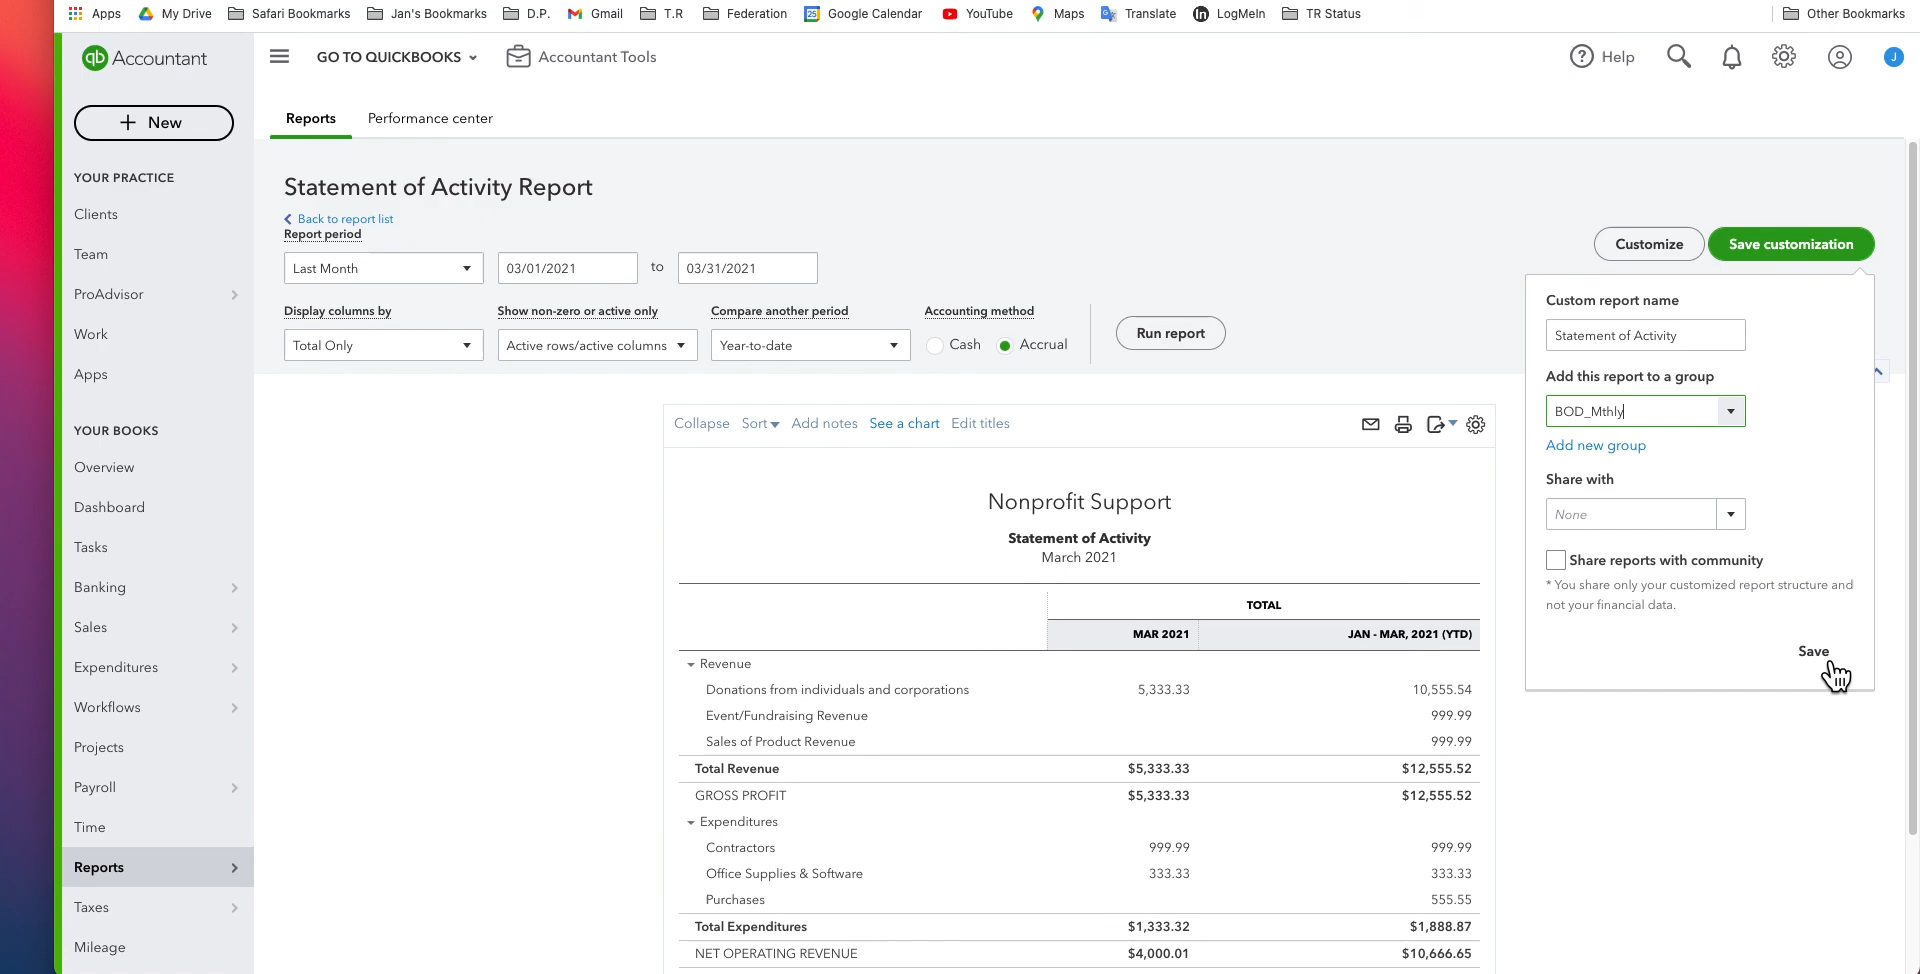 Apps My Drive Safari Bookmarks Jan's Bookmarks D.P. Gmail T.R Federation 25 Google Calendar YouTube Maps Translate LogMeIn TR Status Other Bookmarks
qb Accountant
GO TO QUICKBOOKS Accountant Tools
? Help
J
+ New
YOUR PRACTICE
Clients
Team
ProAdvisor
Work
Apps
YOUR BOOKS
Overview
Dashboard
Tasks
Banking
Sales
Expenditures
Workflows
Projects
Payroll
Time
Reports
Taxes
Mileage
Reports Performance center
Statement of Activity Report
Back to report list
Report period
Last Month 03/01/2021 to 03/31/2021
Display columns by Show non-zero or active only Compare another period Accounting method
Total Only Active rows/active columns Year-to-date Cash Accrual
Run report
Customize Save customization
Custom report name
Statement of Activity
Add this report to a group
BOD_Mthly
Add new group
Share with
None
Share reports with community
* You share only your customized report structure and
not your financial data.
Save
Collapse Sort Add notes See a chart Edit titles
Nonprofit Support
Statement of Activity
March 2021
TOTAL
MAR 2021 JAN - MAR, 2021 (YTD)
Revenue
Donations from individuals and corporations 5,333.33 10,555.54
Event/Fundraising Revenue 999.99
Sales of Product Revenue 999.99
Total Revenue $5,333.33 $12,555.52
GROSS PROFIT $5,333.33 $12,555.52
Expenditures
Contractors 999.99 999.99
Office Supplies & Software 333.33 333.33
Purchases 555.55
Total Expenditures $1,333.32 $1,888.87
NET OPERATING REVENUE $4,000.01 $10,666.65